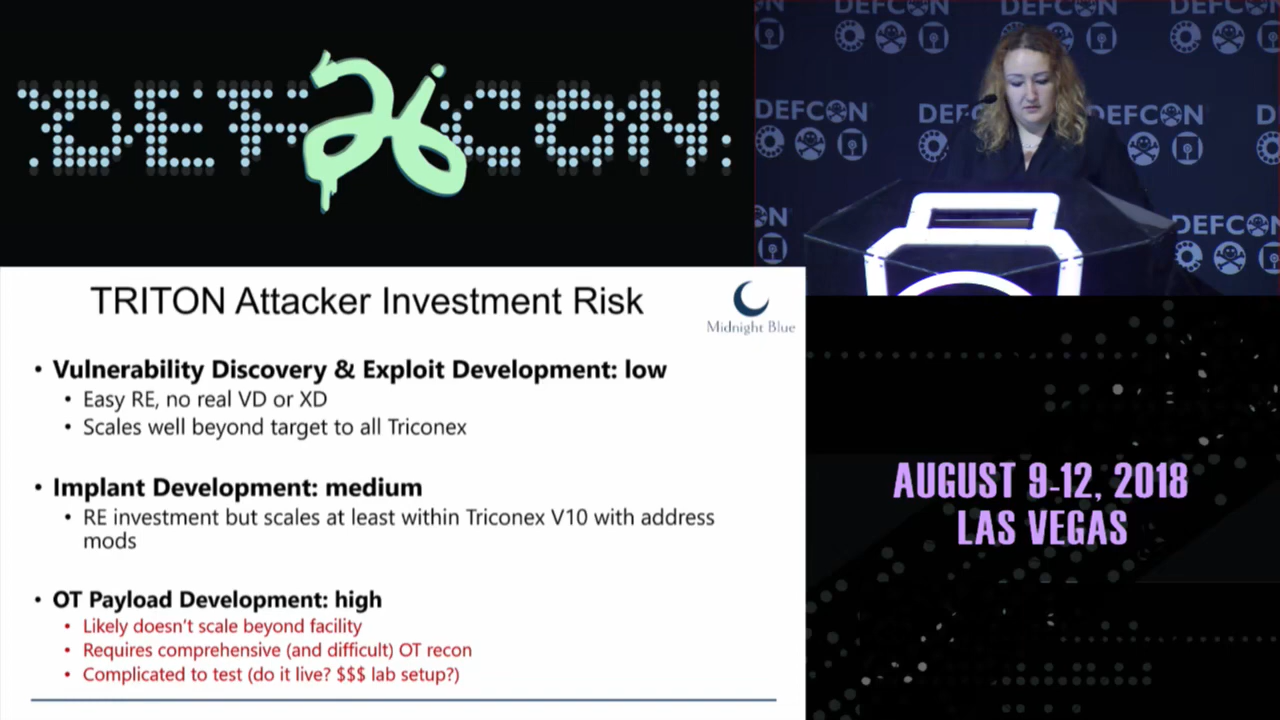 DEFCON
26
DEFCON DEFCON DEFCON
DEFCON DEFCON DEFCON
DEFCON
TRITON Attacker Investment Risk
Midnight Blue
• Vulnerability Discovery & Exploit Development: low
• Easy RE, no real VD or XD
• Scales well beyond target to all Triconex
• Implant Development: medium
• RE investment but scales at least within Triconex V10 with address
mods
• OT Payload Development: high
• Likely doesn't scale beyond facility
• Requires comprehensive (and difficult) OT recon
• Complicated to test (do it live? $$$ lab setup?)
AUGUST 9-12, 2018
LAS VEGAS